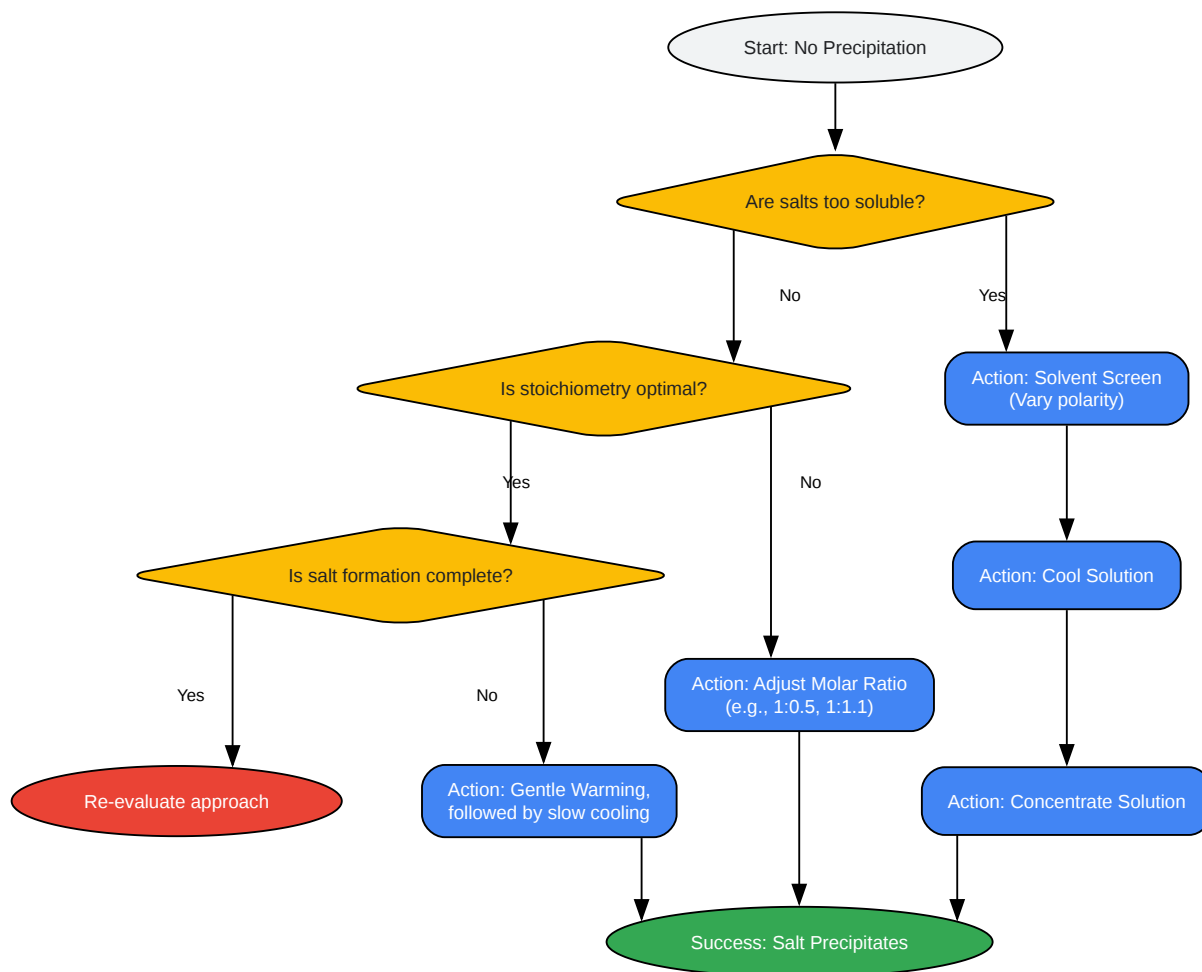 Start: No Precipitation
Are salts too soluble?
No
Yes
Is stoichiometry optimal?
Action: Solvent Screen
(Vary polarity)
Yes
No
Is salt formation complete?
Action: Cool Solution
Yes
No
Action: Adjust Molar Ratio
(e.g., 1:0.5, 1:1.1)
Re-evaluate approach
Action: Gentle Warming,
followed by slow cooling
Action: Concentrate Solution
Success: Salt Precipitates